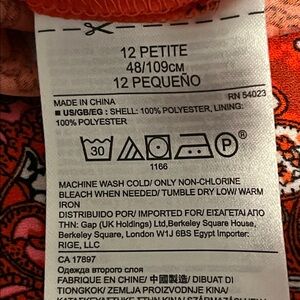 12 PETITE
48/109CM
12 PEQUEÑO
MADE IN CHINA
RN 54023
■ US/GB/EG : SHELL: 100% POLYESTER, LINING:
100% POLYESTER
30
P
1166
MACHINE WASH COLD/ ONLY NON-CHLORINE
BLEACH WHEN NEEDED/ TUMBLE DRY LOW/ WARM
IRON
DISTRIBUIDO POR/ IMPORTED FOR/ ΕΙΣΑΓΕΤΑΙ ΑΠΟ
ΤΗΝ: Gap (UK Holdings) Ltd,Berkeley Square House,
Berkeley Square, London W1J 6BS Egypt Importer:
RIGE, LLC
CA 17897
Одежда второго слоя
FABRIQUE EN CHINE/ 中國製造/ DIBUAT DI
TIONGKOK/ ZEMLJA PROIZVODNJE KINA/